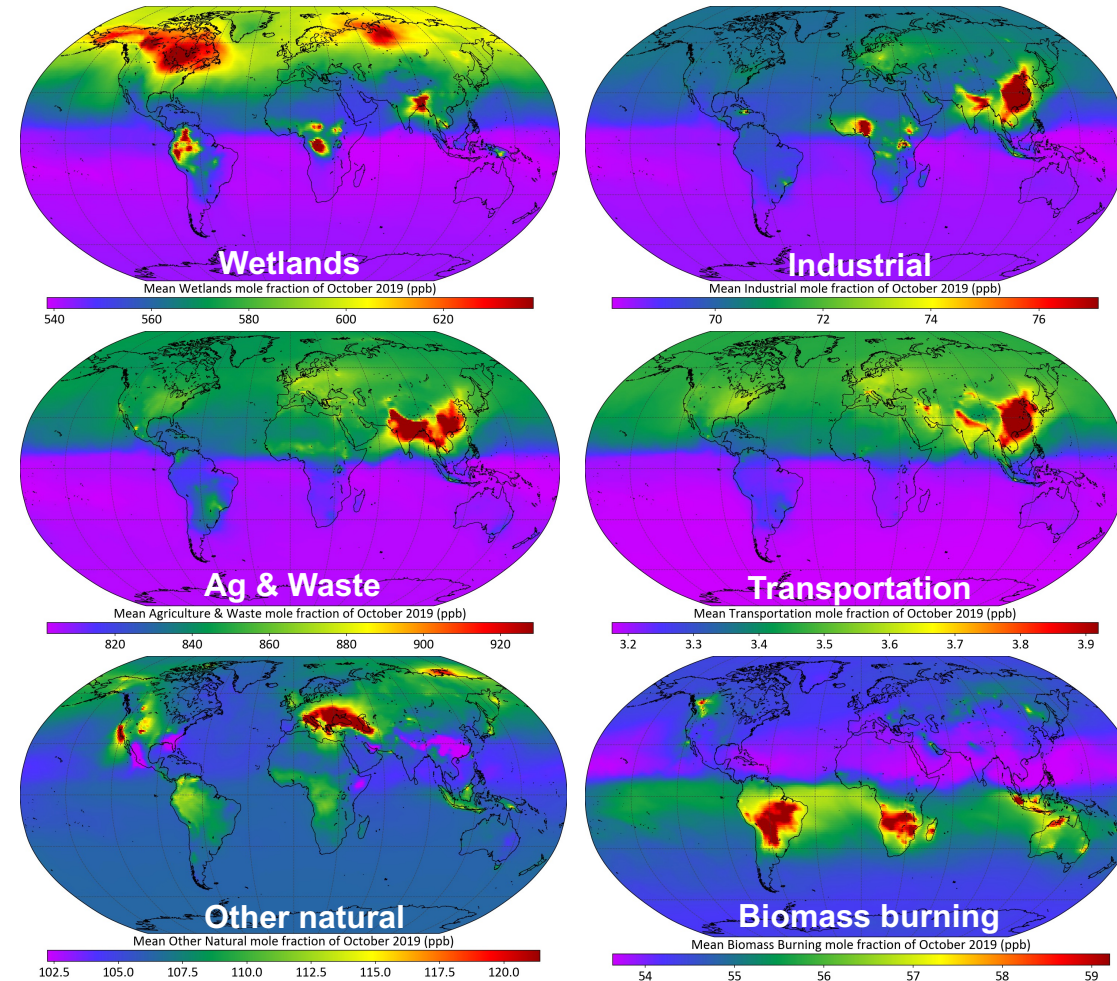 Wetlands
Mean Wetlands mole fraction of October 2019 (ppb)
540 560 580 600 620
Industrial
Mean Industrial mole fraction of October 2019 (ppb)
70 72 74 76
Ag & Waste
Mean Agriculture & Waste mole fraction of October 2019 (ppb)
820 840 860 880 900 920
Transportation
Mean Transportation mole fraction of October 2019 (ppb)
3.2 3.3 3.4 3.5 3.6 3.7 3.8 3.9
Other natural
Mean Other Natural mole fraction of October 2019 (ppb)
102.5 105.0 107.5 110.0 112.5 115.0 117.5 120.0
Biomass burning
Mean Biomass Burning mole fraction of October 2019 (ppb)
54 55 56 57 58 59